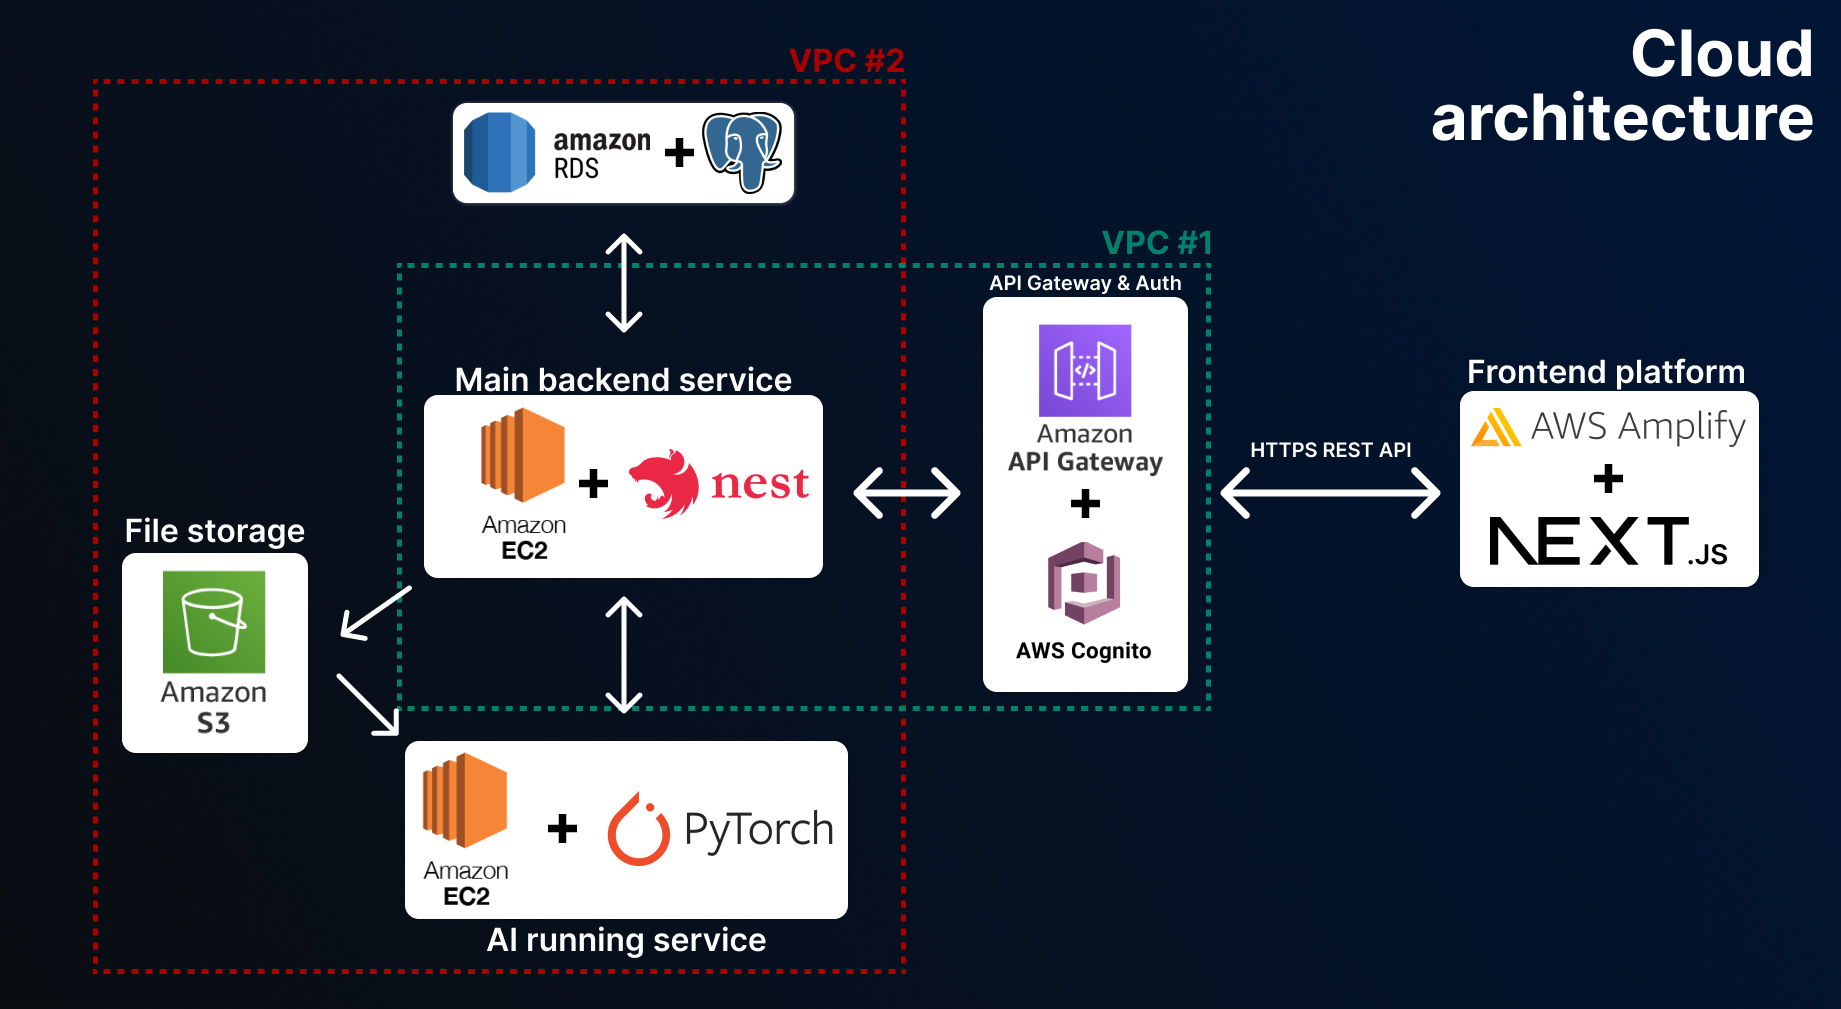 Cloud
architecture
VPC #2
amazon
RDS
+
VPC #1
API Gateway & Auth
Amazon
API Gateway
+
AWS Cognito
Main backend service
Amazon
EC2
+
nest
HTTPS REST API
Frontend platform
AWS Amplify
+
NEXT.JS
File storage
Amazon
S3
Amazon
EC2
+
PyTorch
AI running service